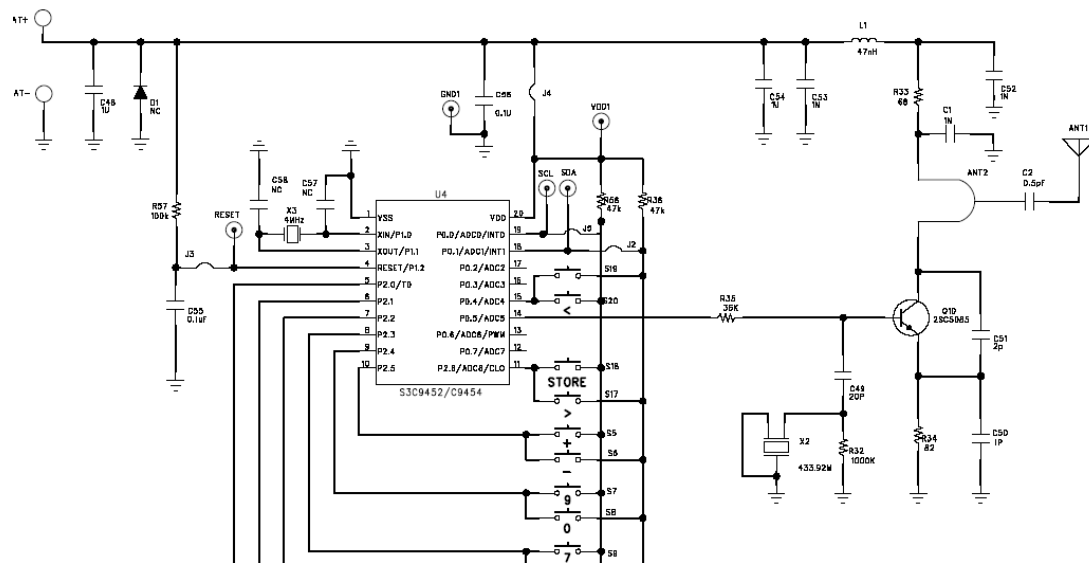 AT+
L1
47nH
AT-
C48
1U
D1
NC
GND1
C56
0.1U
J4
VDD1
C54
1U
C53
1N
R33
68
C52
1N
C1
1N
ANT1
ANT2
C2
0.5pF
C58
NC
C57
NC
R57
100k
RESET
X3
4MHz
U4
SCL
SDA
R56
47k
R36
47k
J3
J5
J2
1 VSS VDD 20
2 XIN/P1.0 P0.0/ADC0/INT0 19
3 XOUT/P1.1 P0.1/ADC1/INT1 18
4 RESET/P1.2 P0.2/ADC2 17
5 P2.0/T0 P0.3/ADC3 16
6 P2.1 P0.4/ADC4 15
7 P2.2 P0.5/ADC5 14
8 P2.3 P0.6/ADC6/PWM 13
9 P2.4 P0.7/ADC7 12
10 P2.5 P2.6/ADC8/CLO 11
S3C9452/C9454
C55
0.1uF
S19
S20
<
R35
36K
Q10
2SC5085
C51
2p
S16
STORE
S17
>
C49
20P
S5
+
S6
-
X2
433.92M
R32
1000K
R34
82
C50
1P
S7
9
S8
0
S9
7